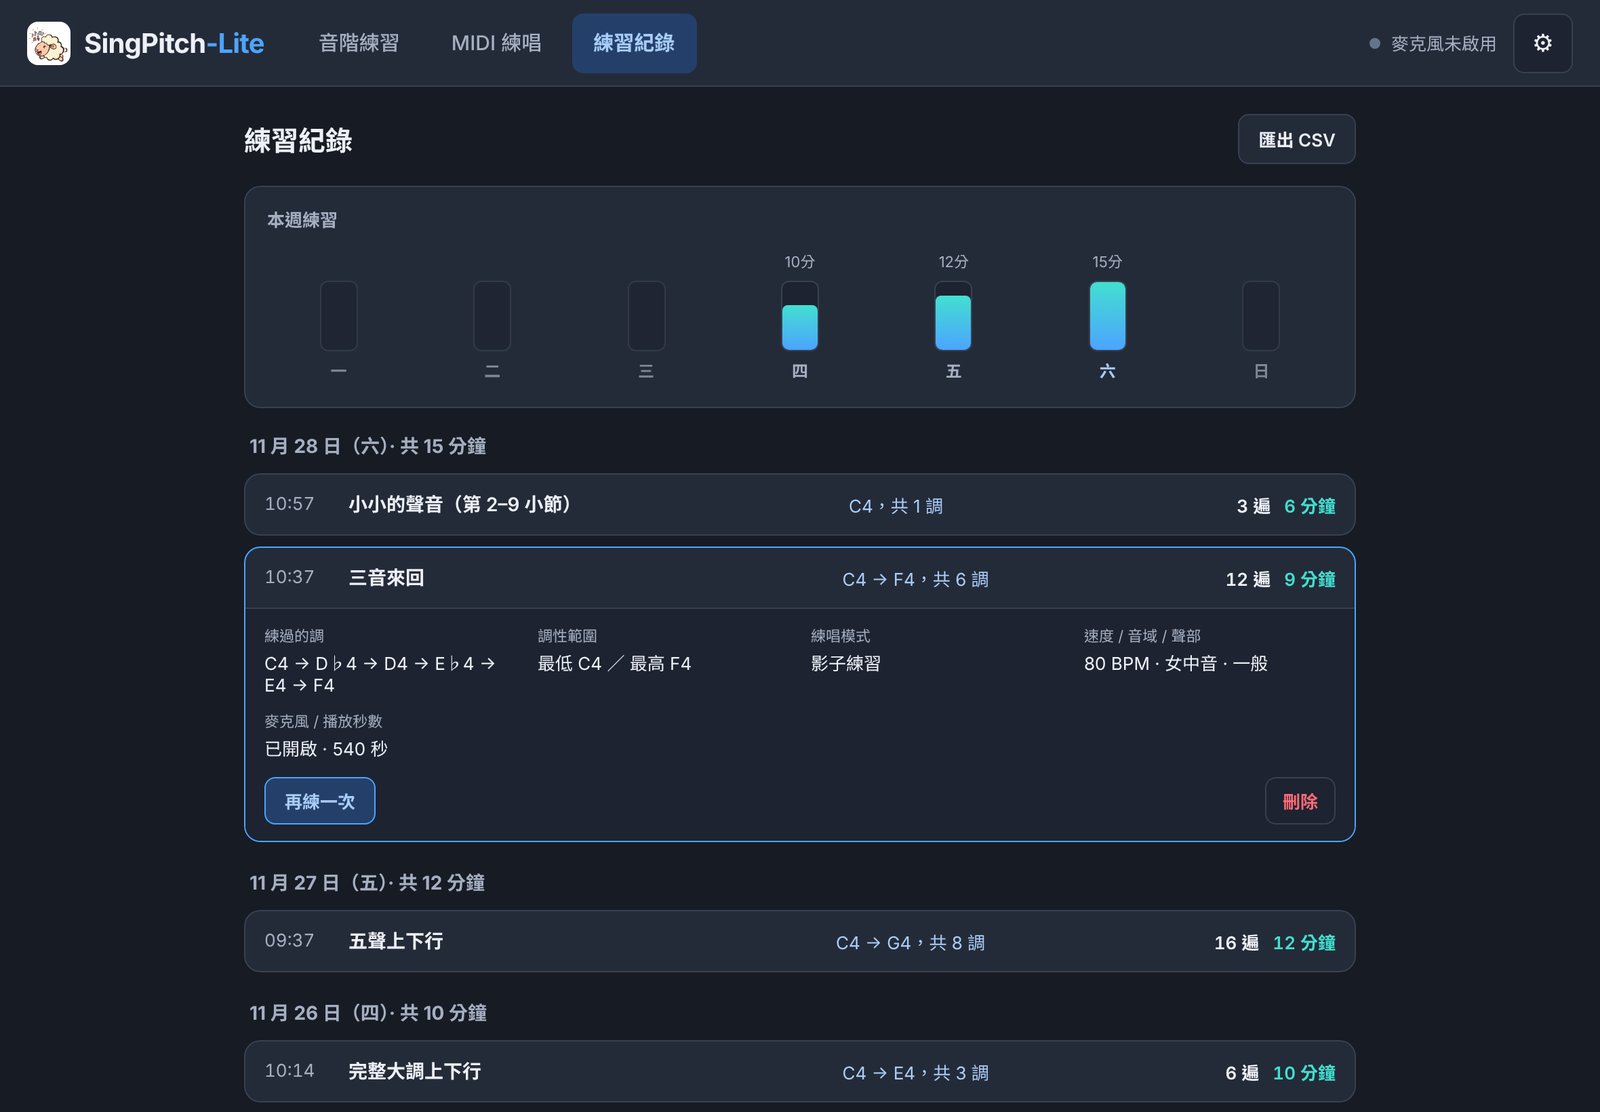 SingPitch-Lite
音階練習
MIDI 練唱
練習紀錄
麥克風未啟用
練習紀錄
匯出 CSV
本週練習
10分
12分
15分
一
二
三
四
五
六
日
11 月 28 日（六）· 共 15 分鐘
10:57 小小的聲音（第 2–9 小節） C4，共 1 調 3 遍 6 分鐘
10:37 三音來回 C4 → F4，共 6 調 12 遍 9 分鐘
練過的調
C4 → D♭4 → D4 → E♭4 →
E4 → F4
調性範圍
最低 C4 ／ 最高 F4
練唱模式
影子練習
速度 / 音域 / 聲部
80 BPM · 女中音 · 一般
麥克風 / 播放秒數
已開啟 · 540 秒
再練一次
刪除
11 月 27 日（五）· 共 12 分鐘
09:37 五聲上下行 C4 → G4，共 8 調 16 遍 12 分鐘
11 月 26 日（四）· 共 10 分鐘
10:14 完整大調上下行 C4 → E4，共 3 調 6 遍 10 分鐘